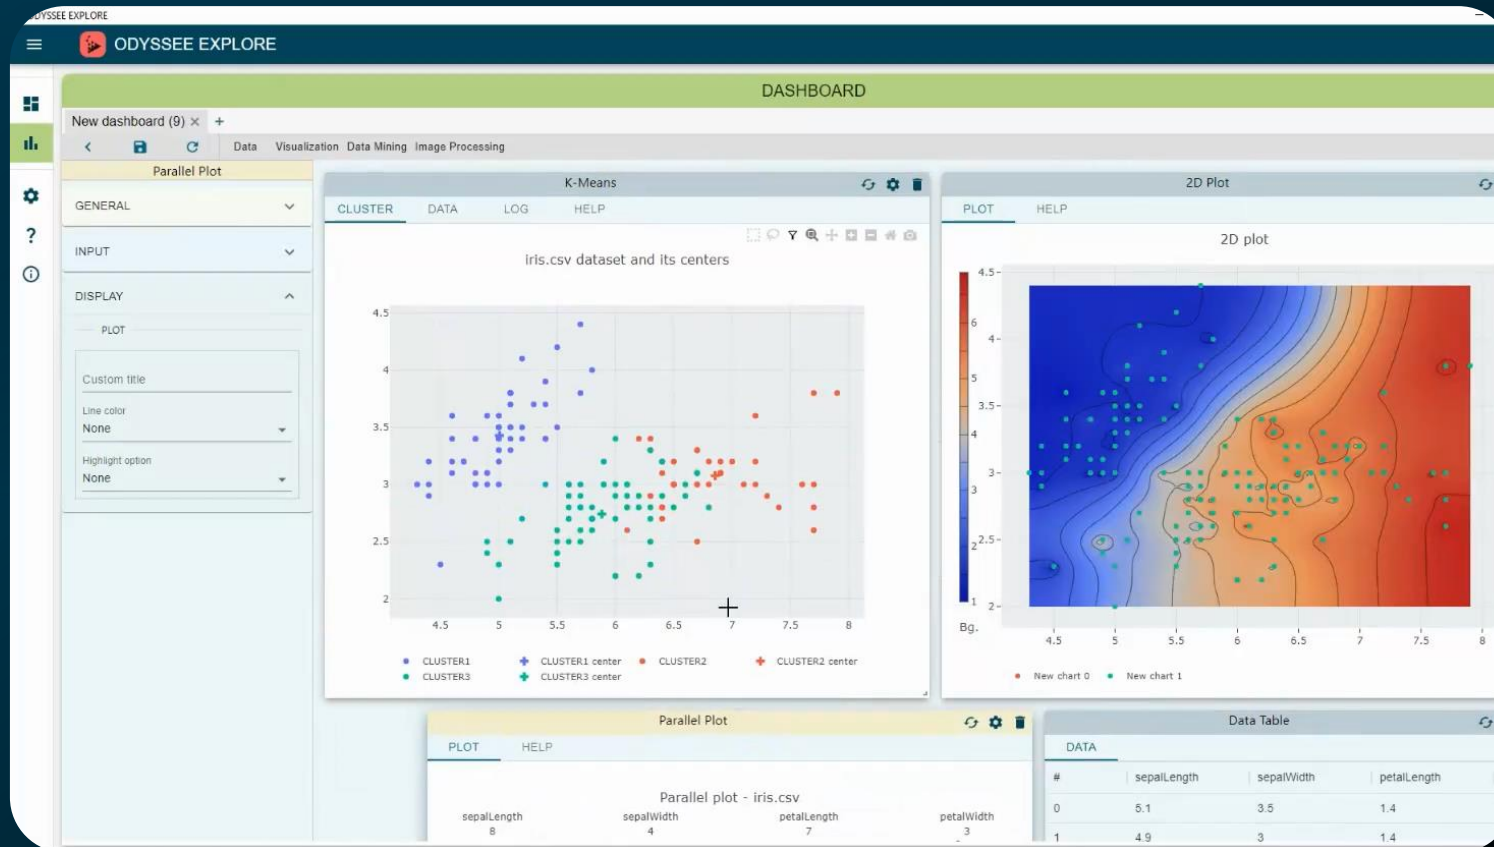 ODYSSEE EXPLORE
ODYSSEE EXPLORE
DASHBOARD
New dashboard (9) × +
Data Visualization Data Mining Image Processing
Parallel Plot
GENERAL
INPUT
DISPLAY
PLOT
Custom title
Line color
None
Highlight option
None
K-Means
CLUSTER DATA LOG HELP
iris.csv dataset and its centers
4.5
4
3.5
3
2.5
2
4.5 5 5.5 6 6.5 7 7.5 8
CLUSTER1 CLUSTER1 center CLUSTER2 CLUSTER2 center
CLUSTER3 CLUSTER3 center
2D Plot
PLOT HELP
2D plot
6
5
4
3
2
1
Bg.
4.5
4
3.5
3
2.5
2
4.5 5 5.5 6 6.5 7 7.5 8
New chart 0 New chart 1
Parallel Plot
PLOT HELP
Parallel plot - iris.csv
sepalLength sepalWidth petalLength petalWidth
8 4 7 3
Data Table
DATA
# sepalLength sepalWidth petalLength
0 5.1 3.5 1.4
1 4.9 3 1.4